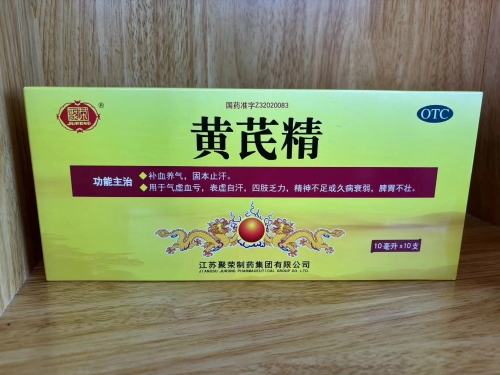 国药准字Z32020083
JIURONG
®
OTC
黄芪精
功能主治
补血养气，固本止汗。
用于气虚血亏，表虚自汗，四肢乏力，精神不足或久病衰弱，脾胃不壮。
10毫升x10支
江苏聚荣制药集团有限公司
JIANGSU JURONG PHARMACEUTICAL GROUP CO. LTD.